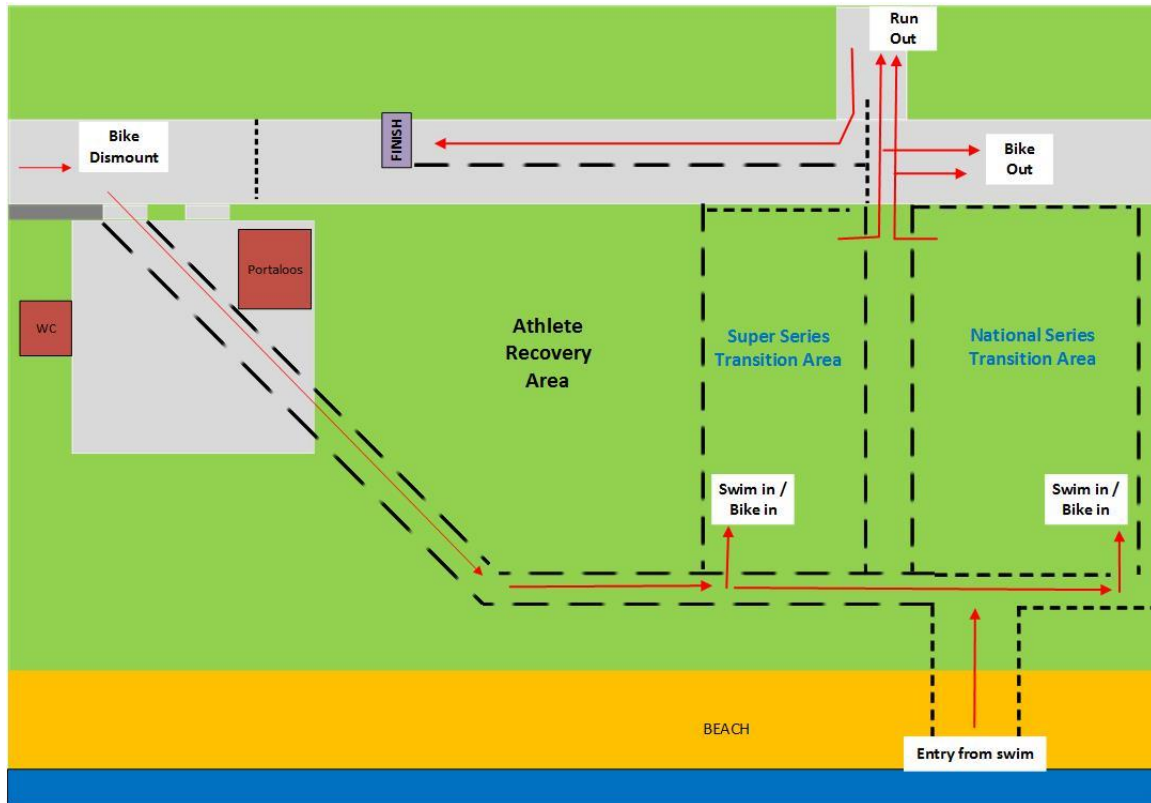 Run
Out
Bike
Dismount
FINISH
Bike
Out
Portaloos
WC
Athlete
Recovery
Area
Super Series
Transition Area
National Series
Transition Area
Swim in /
Bike in
Swim in /
Bike in
BEACH
Entry from swim